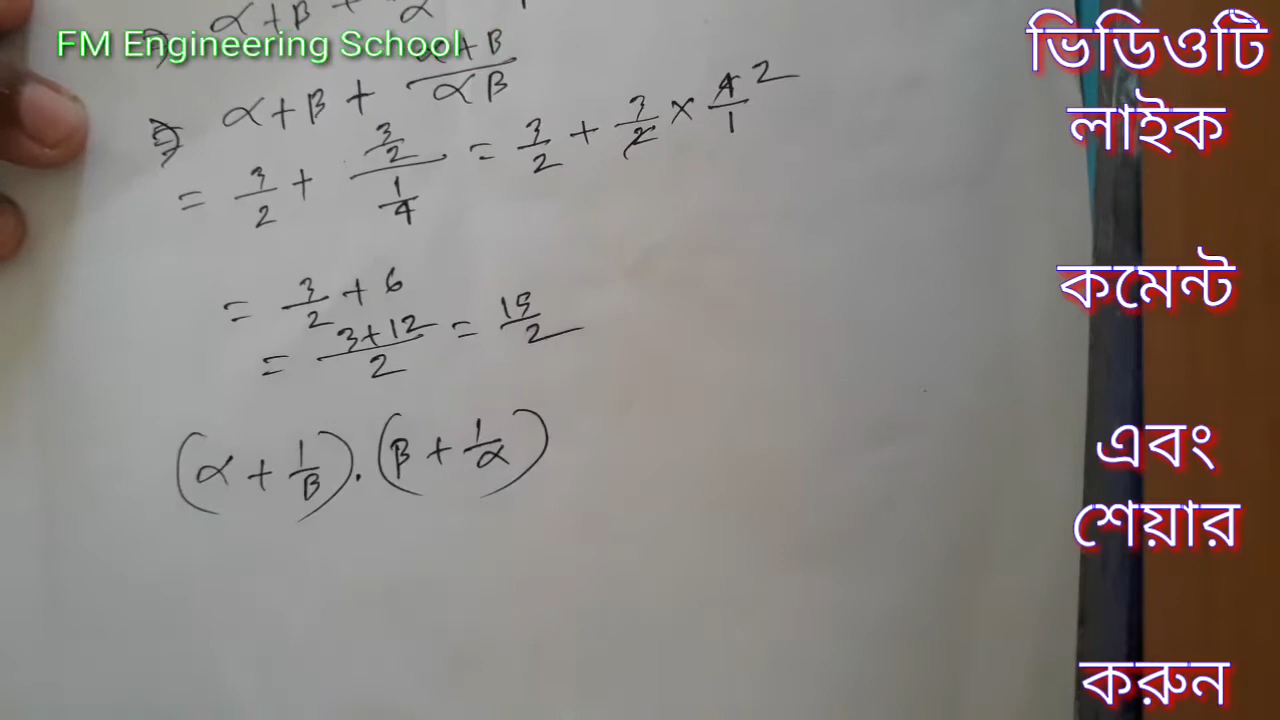 α+β+
α
FM Engineering School
⇒ α+β + α+β/αβ
= 3/2 + (3/2)/(1/4) = 3/2 + 3/2 × 4/1 2
= 3/2 + 6
= 3+12/2 = 15/2
(α + 1/β).(β + 1/α)
ভিডিওটি
লাইক
কমেন্ট
এবং
শেয়ার
করুন